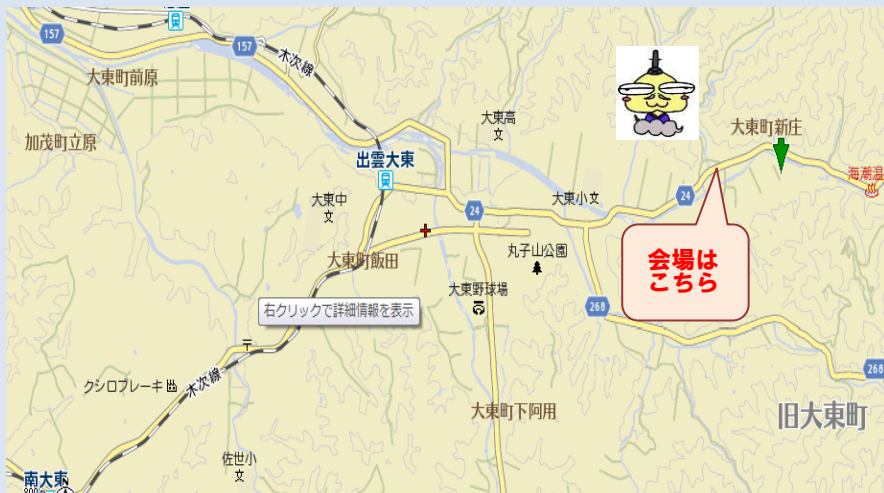 157
157
木次線
大東町前原
大東高
文
大東町新庄
加茂町立原
出雲大東
海潮温
大東中
文
大東小文
24
24
丸子山公園
会場は
こちら
大東町飯田
大東野球場
右クリックで詳細情報を表示
268
〒
268
クシロブレーキ
木次線
大東町下阿用
旧大東町
佐世小
文
南大東
800m